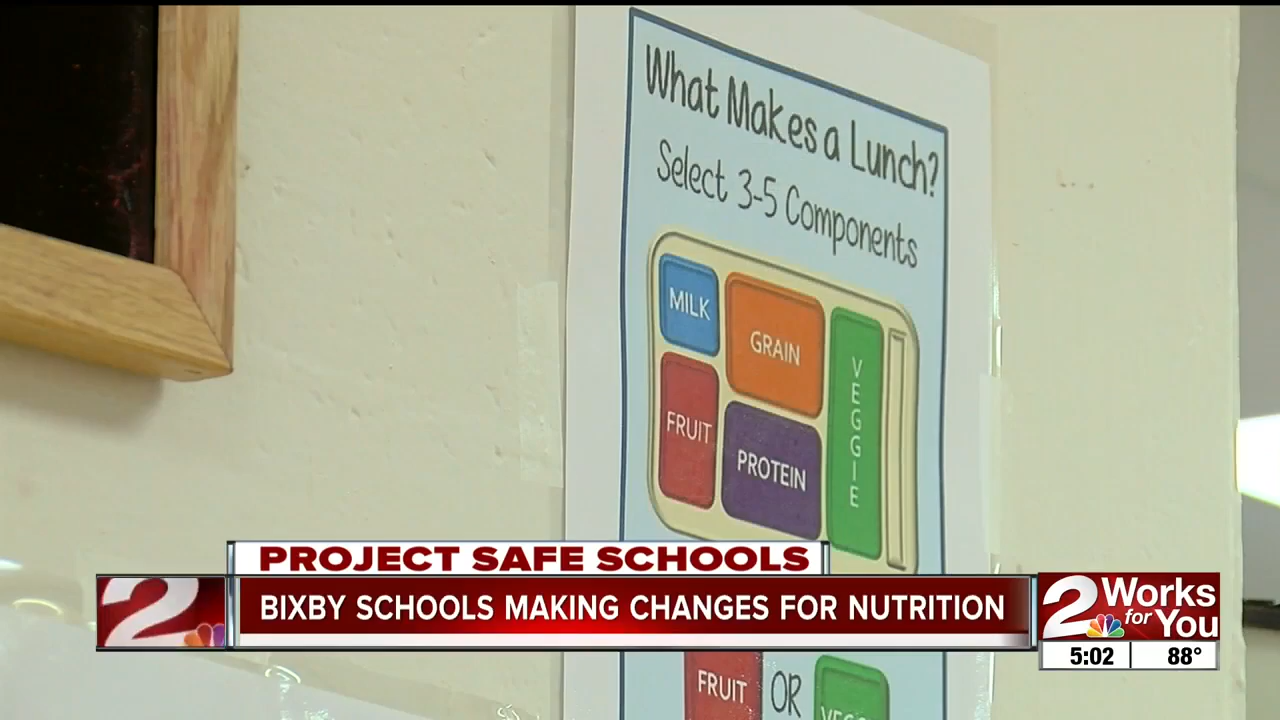 What Makes a Lunch?
Select 3-5 Components
MILK
GRAIN
VEGGIE
FRUIT
PROTEIN
PROJECT SAFE SCHOOLS
2
BIXBY SCHOOLS MAKING CHANGES FOR NUTRITION
2 Works for You
5:02
88°
FRUIT OR